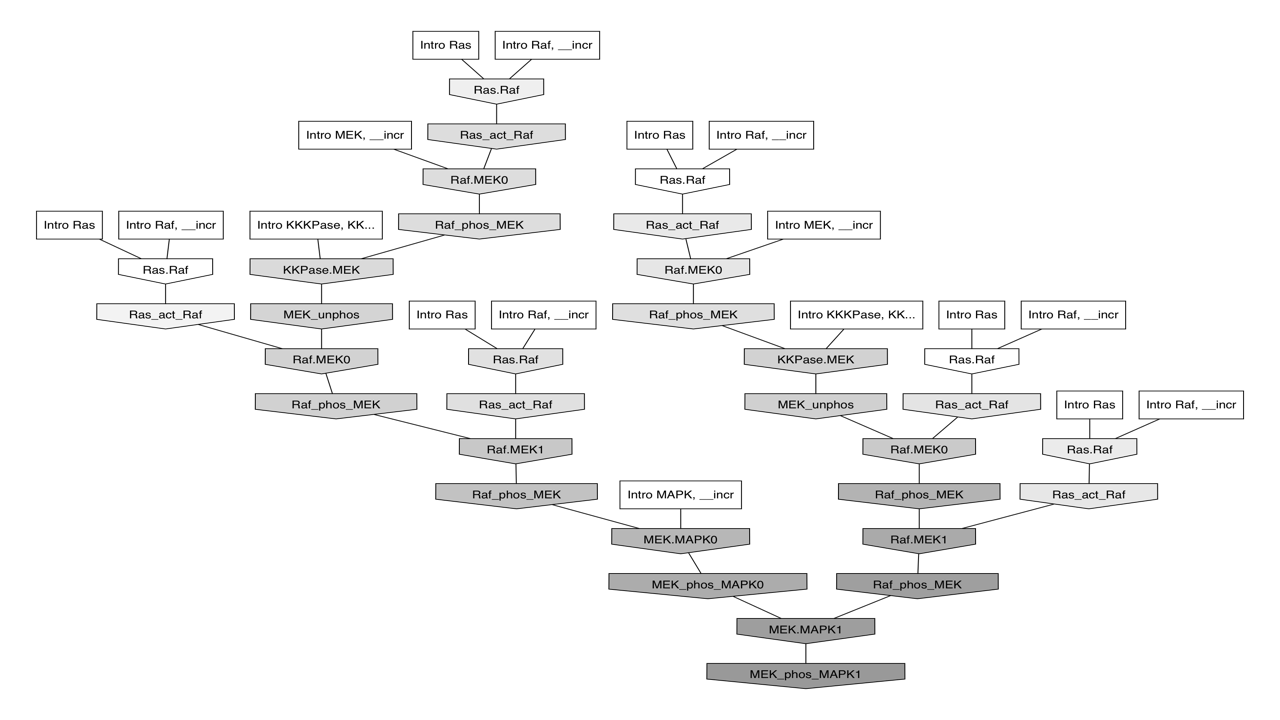 Intro Ras
Intro Raf, __incr
Ras.Raf
Intro MEK, __incr
Ras_act_Raf
Intro Ras
Intro Raf, __incr
Raf.MEK0
Ras.Raf
Intro Ras
Intro Raf, __incr
Intro KKKPase, KK...
Raf_phos_MEK
Ras_act_Raf
Intro MEK, __incr
Ras.Raf
KKPase.MEK
Raf.MEK0
Ras_act_Raf
MEK_unphos
Intro Ras
Intro Raf, __incr
Raf_phos_MEK
Intro KKKPase, KK...
Intro Ras
Intro Raf, __incr
Raf.MEK0
Ras.Raf
KKPase.MEK
Ras.Raf
Raf_phos_MEK
Ras_act_Raf
MEK_unphos
Ras_act_Raf
Intro Ras
Intro Raf, __incr
Raf.MEK1
Raf.MEK0
Ras.Raf
Raf_phos_MEK
Intro MAPK, __incr
Raf_phos_MEK
Ras_act_Raf
MEK.MAPK0
Raf.MEK1
MEK_phos_MAPK0
Raf_phos_MEK
MEK.MAPK1
MEK_phos_MAPK1